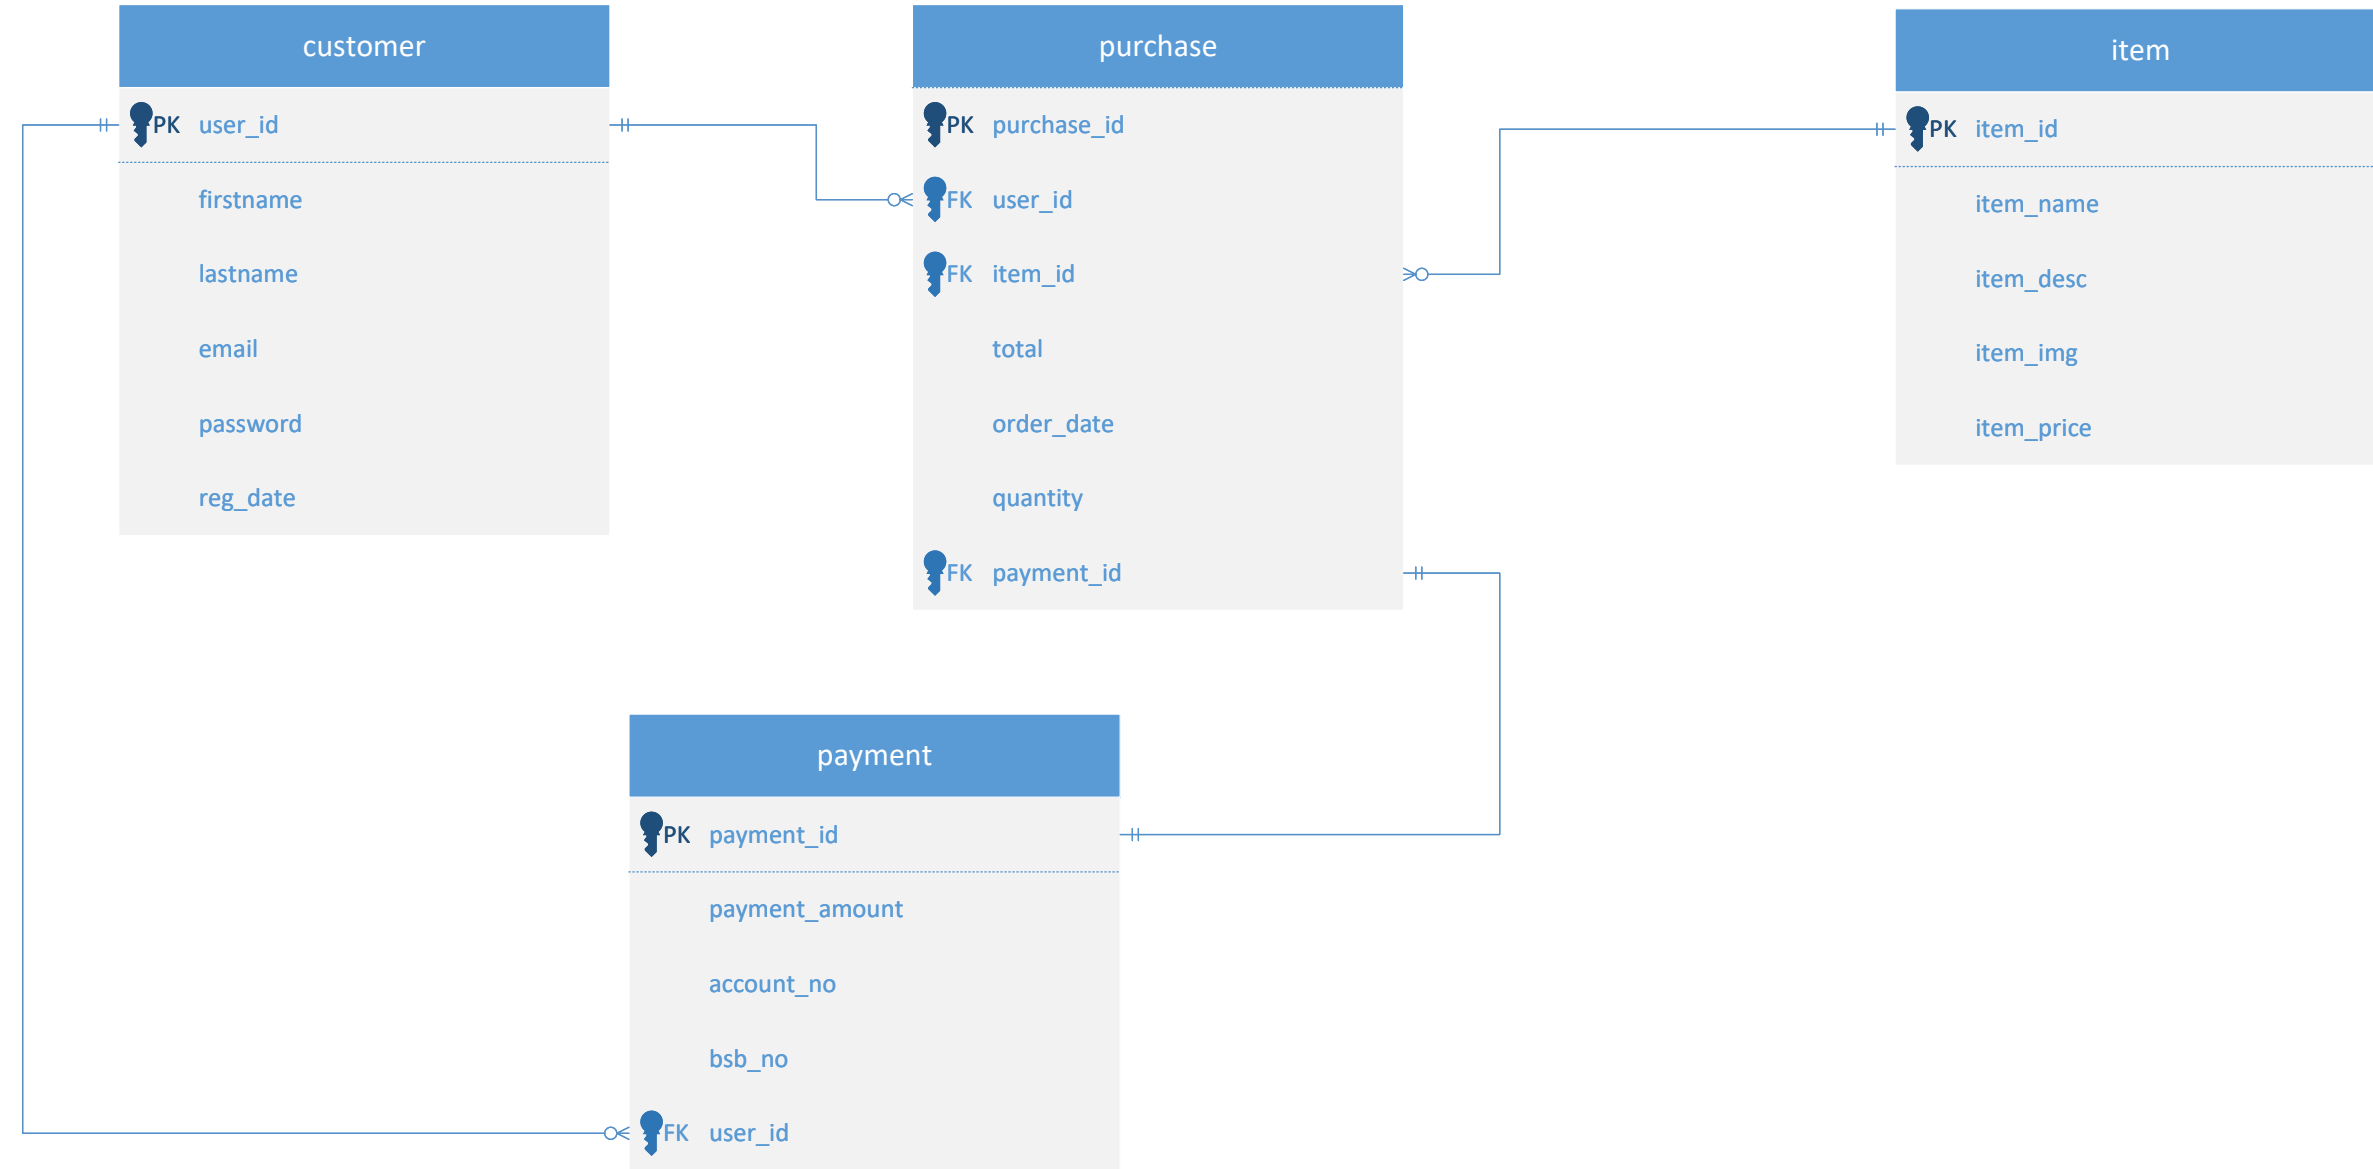 customer
PK user_id
firstname
lastname
email
password
reg_date
purchase
PK purchase_id
FK user_id
FK item_id
total
order_date
quantity
FK payment_id
item
PK item_id
item_name
item_desc
item_img
item_price
payment
PK payment_id
payment_amount
account_no
bsb_no
FK user_id